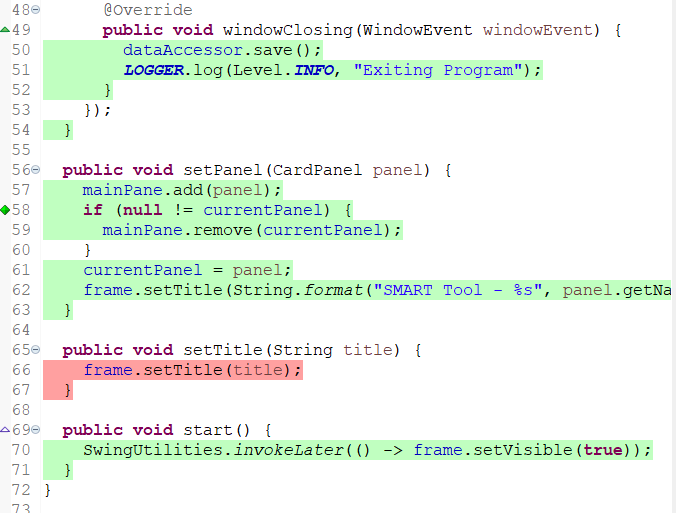 48 @Override
49 public void windowClosing(WindowEvent windowEvent) {
50 dataAccessor.save();
51 LOGGER.log(Level.INFO, "Exiting Program");
52 }
53 });
54 }
55
56 public void setPanel(CardPanel panel) {
57 mainPane.add(panel);
58 if (null != currentPanel) {
59 mainPane.remove(currentPanel);
60 }
61 currentPanel = panel;
62 frame.setTitle(String.format("SMART Tool - %s", panel.getNa
63 }
64
65 public void setTitle(String title) {
66 frame.setTitle(title);
67 }
68
69 public void start() {
70 SwingUtilities.invokeLater(() -> frame.setVisible(true));
71 }
72 }
73